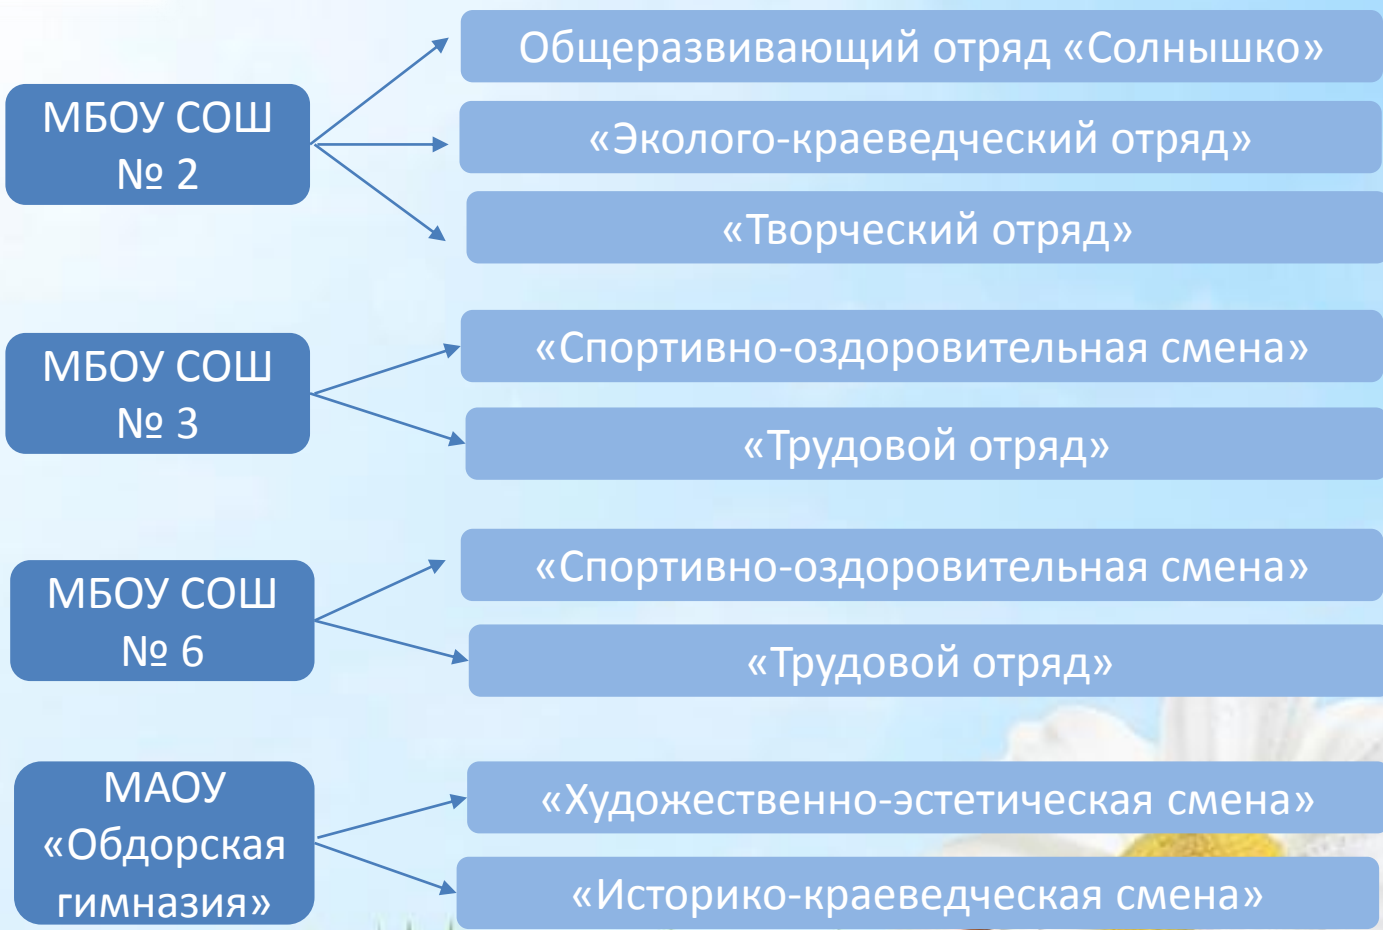 МБОУ СОШ
№ 2
Общеразвивающий отряд «Солнышко»
«Эколого-краеведческий отряд»
«Творческий отряд»
МБОУ СОШ
№ 3
«Спортивно-оздоровительная смена»
«Трудовой отряд»
МБОУ СОШ
№ 6
«Спортивно-оздоровительная смена»
«Трудовой отряд»
МАОУ
«Обдорская
гимназия»
«Художественно-эстетическая смена»
«Историко-краеведческая смена»